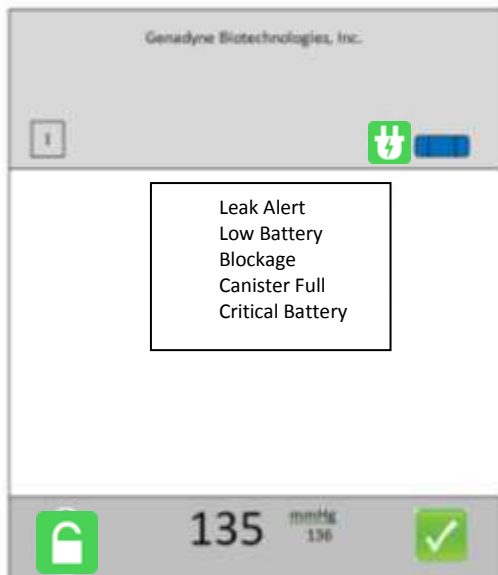 Genadyne Biotechnologies, Inc.
I
Leak Alert
Low Battery
Blockage
Canister Full
Critical Battery
135 mmHg
136